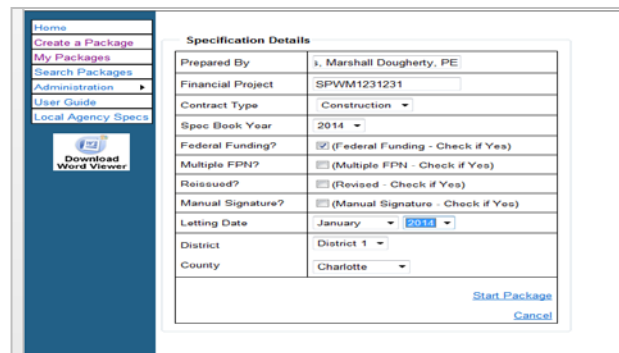 Home
Create a Package
My Packages
Search Packages
Administration
User Guide
Local Agency Specs
Download
Word Viewer
Specification Details
Prepared By s, Marshall Dougherty, PE
Financial Project SPWM1231231
Contract Type Construction
Spec Book Year 2014
Federal Funding? (Federal Funding - Check if Yes)
Multiple FPN? (Multiple FPN - Check if Yes)
Reissued? (Revised - Check if Yes)
Manual Signature? (Manual Signature - Check if Yes)
Letting Date January 2014
District District 1
County Charlotte
Start Package
Cancel